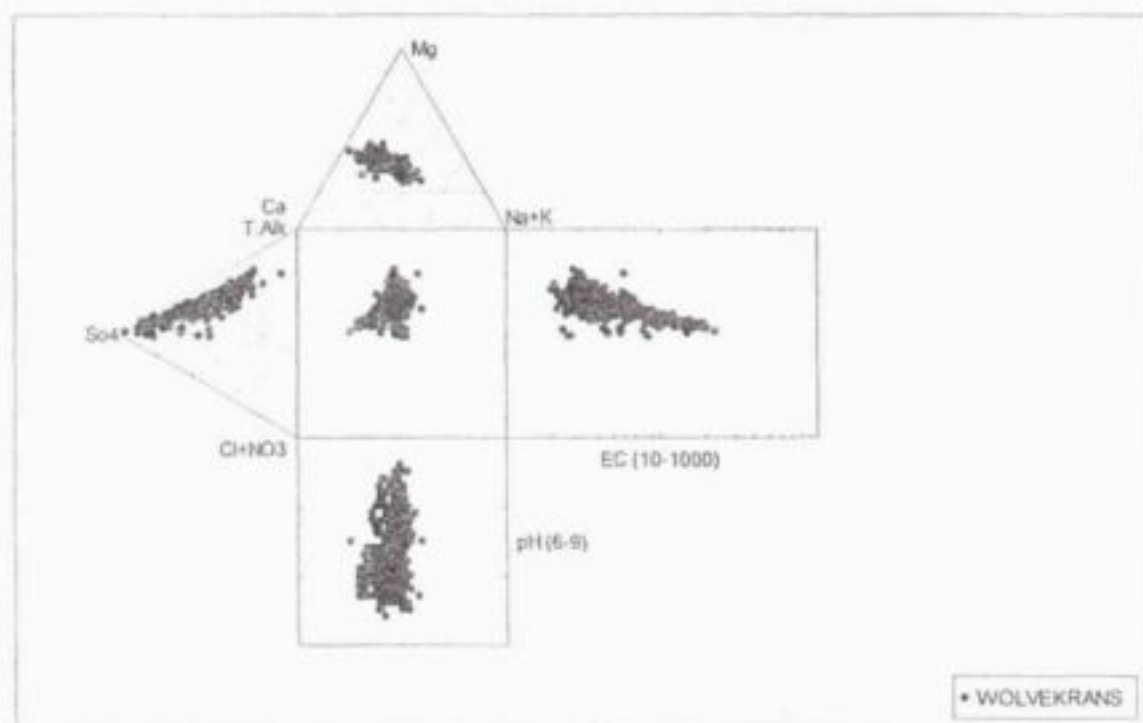 Mg
Ca
T.Alk
Na+K
So4
Cl+NO3
EC (10-1000)
pH (6-9)
WOLVEKRANS